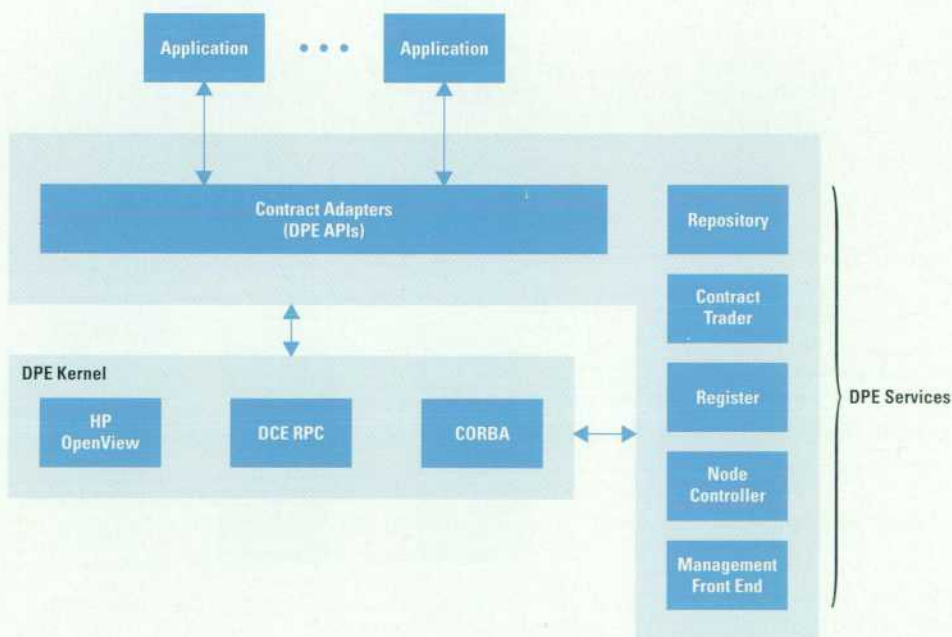 Application
• • •
Application
Contract Adapters
(DPE APIs)
Repository
Contract
Trader
Register
Node
Controller
Management
Front End
DPE Services
DPE Kernel
HP
OpenView
DCE RPC
CORBA